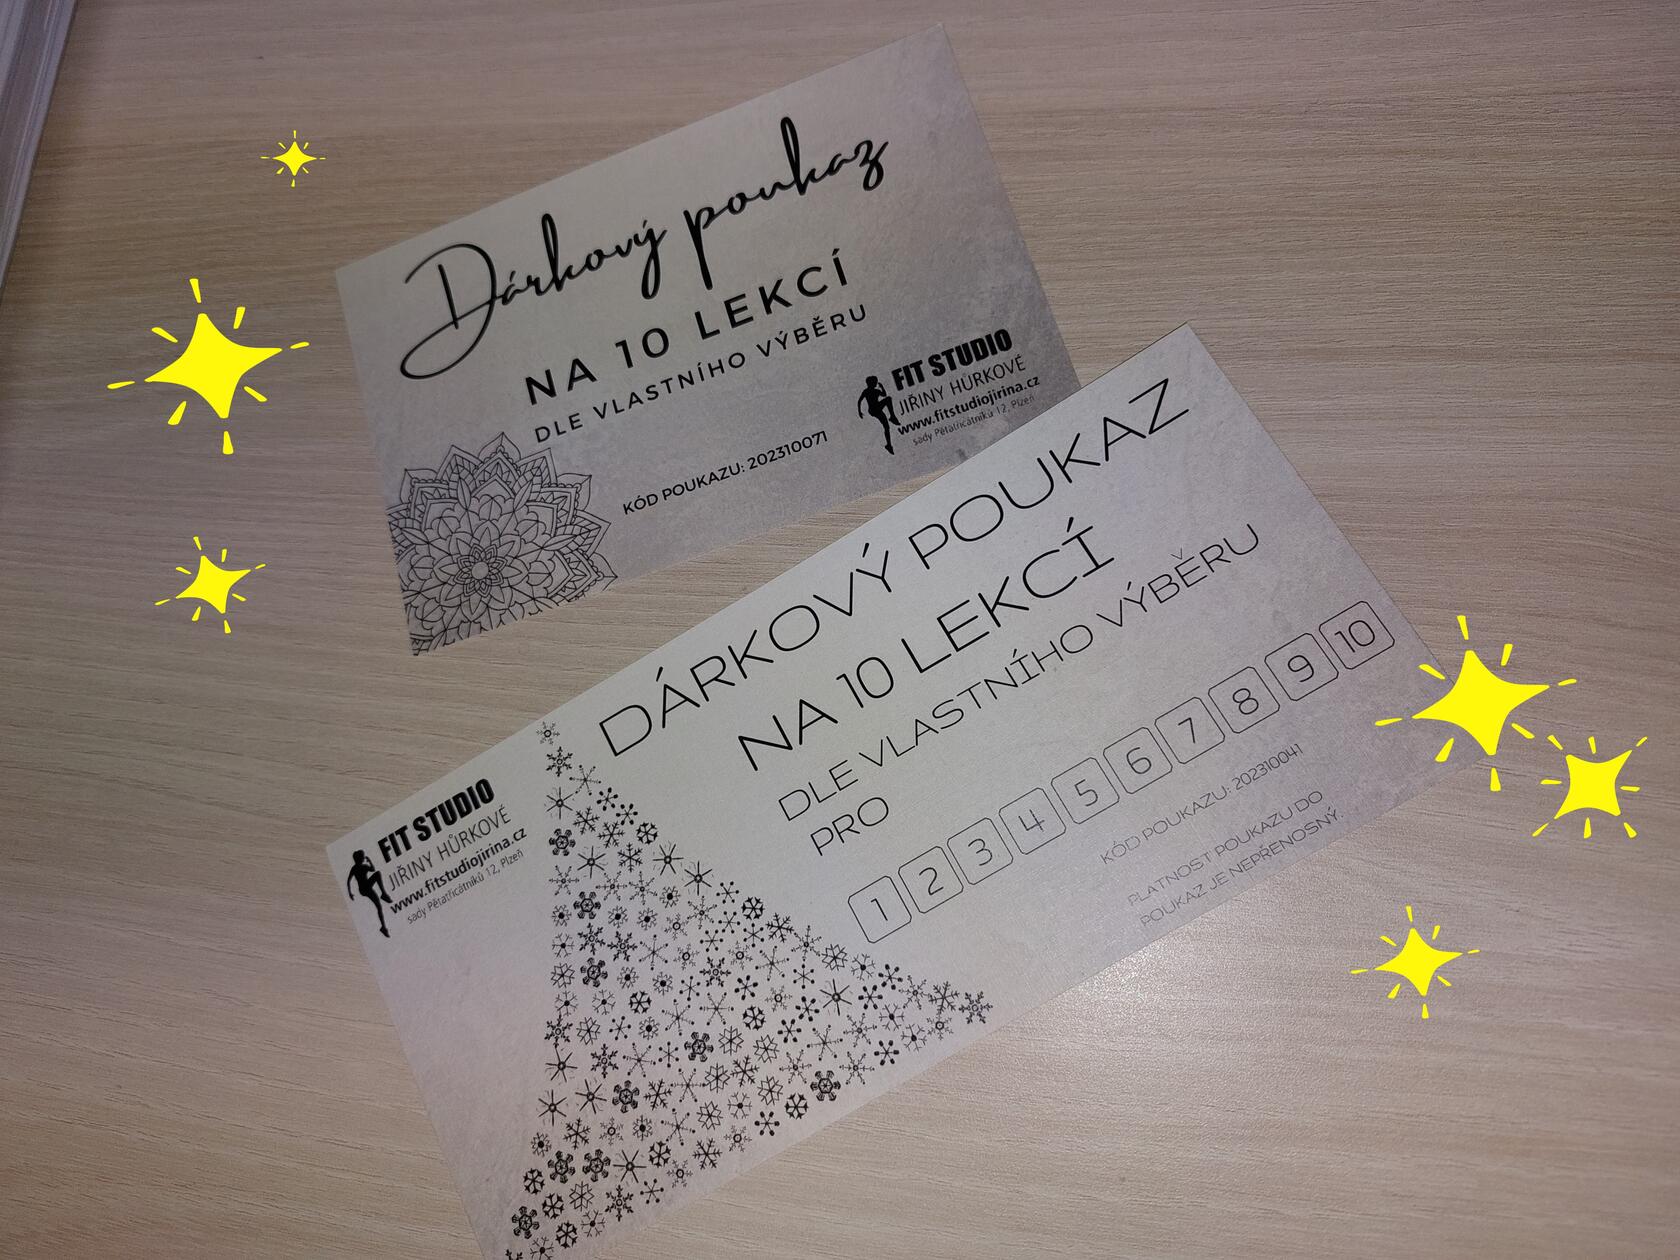 Dárkový poukaz
NA 10 LEKCÍ
DLE VLASTNÍHO VÝBĚRU
KÓD POUKAZU: 202310071
FIT STUDIO
JIŘINY HŮRKOVÉ
www.fitstudiojirina.cz
sady Pětatřicátníků 12, Plzeň
FIT STUDIO
JIŘINY HŮRKOVÉ
www.fitstudiojirina.cz
sady Pětatřicátníků 12, Plzeň
DÁRKOVÝ POUKAZ
NA 10 LEKCÍ
DLE VLASTNÍHO VÝBĚRU
PRO
1 2 3 4 5 6 7 8 9 10
KÓD POUKAZU: 202310041
PLATNOST POUKAZU DO
POUKAZ JE NEPŘENOSNÝ.